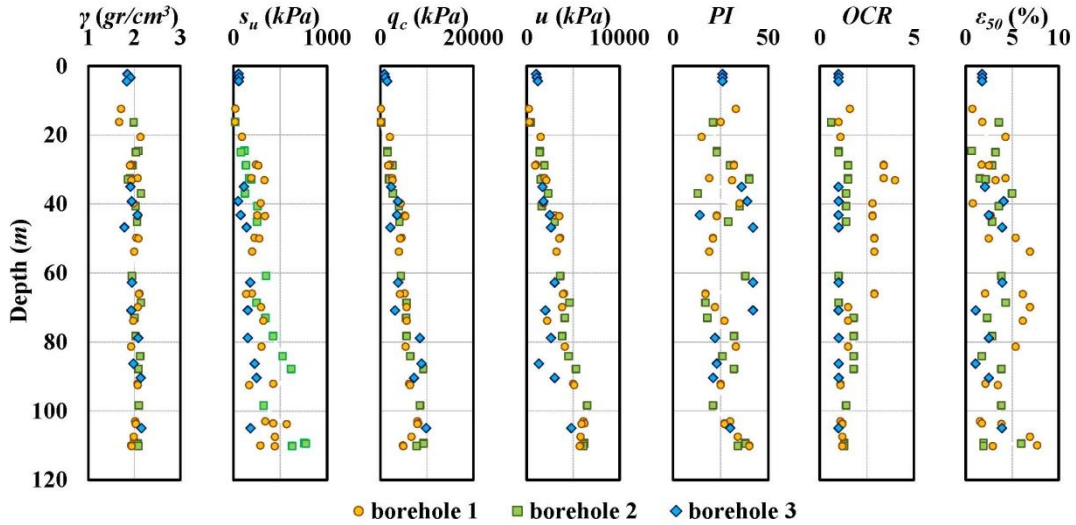 γ (gr/cm³) s_u (kPa) q_c (kPa) u (kPa) PI OCR ε₅₀ (%)
1 2 3 0 1000 0 20000 0 10000 0 50 0 5 0 5 10
0
20
40
60
80
100
120
Depth (m)
borehole 1 borehole 2 borehole 3